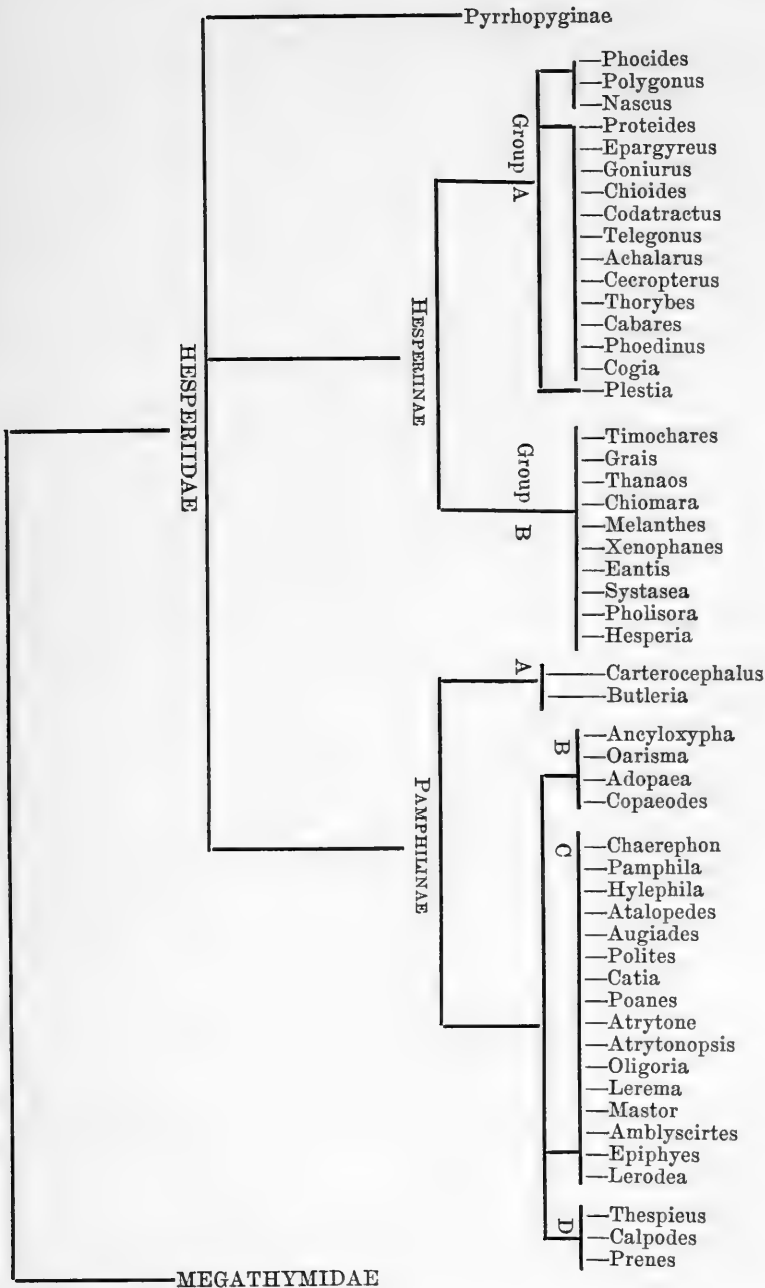 Pyrrhopyginae
—Phocides
—Polygonus
—Nascus
—Proteides
—Epargyreus
—Goniurus
—Chioides
—Codatractus
—Telegonus
—Achalarus
—Cecropterus
—Thorybes
—Cabares
—Phoedinus
—Cogia
—Plestia
Group A
HESPERIINAE
HESPERIIDAE
—Timochares
—Grais
—Thanaos
—Chiomara
—Melanthes
—Xenophanes
—Eantis
—Systasea
—Pholisora
—Hesperia
Group B
A
—Carterocephalus
—Butleria
PAMPHILINAE
B
—Ancyloxypha
—Oarisma
—Adopaea
—Copaeodes
C
—Chaerephon
—Pamphila
—Hylephila
—Atalopedes
—Augiades
—Polites
—Catia
—Poanes
—Atrytone
—Atrytonopsis
—Oligoria
—Lerema
—Mastor
—Amblyscirtes
—Epiphyes
—Lerodea
D
—Thespieus
—Calpodes
—Prenes
MEGATHYMIDAE